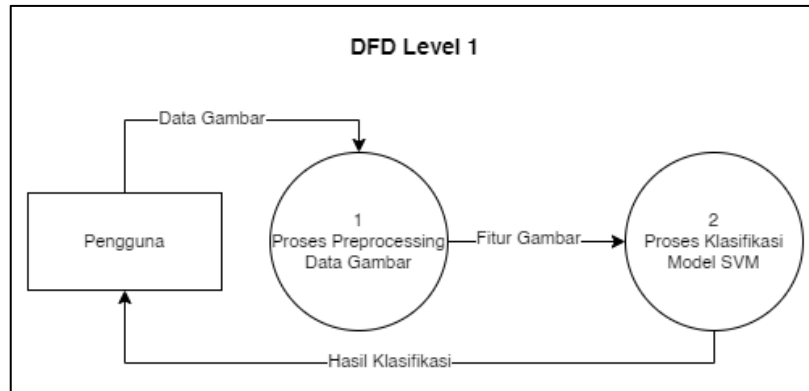 DFD Level 1
Data Gambar
Pengguna
1
Proses Preprocessing
Data Gambar
Fitur Gambar
2
Proses Klasifikasi
Model SVM
Hasil Klasifikasi